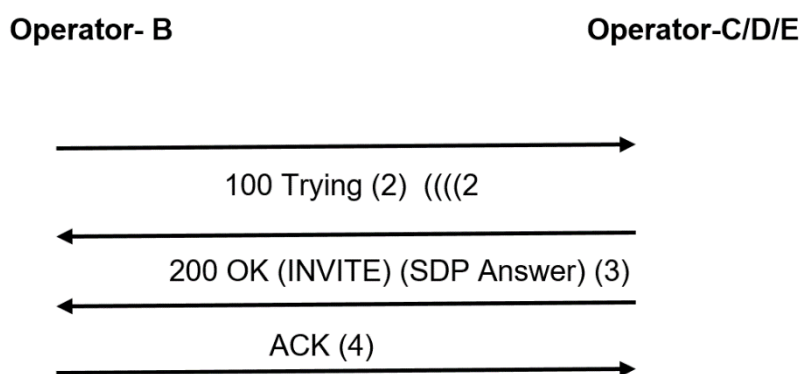 Operator- B Operator-C/D/E
100 Trying (2) ((((2
200 OK (INVITE) (SDP Answer) (3)
ACK (4)